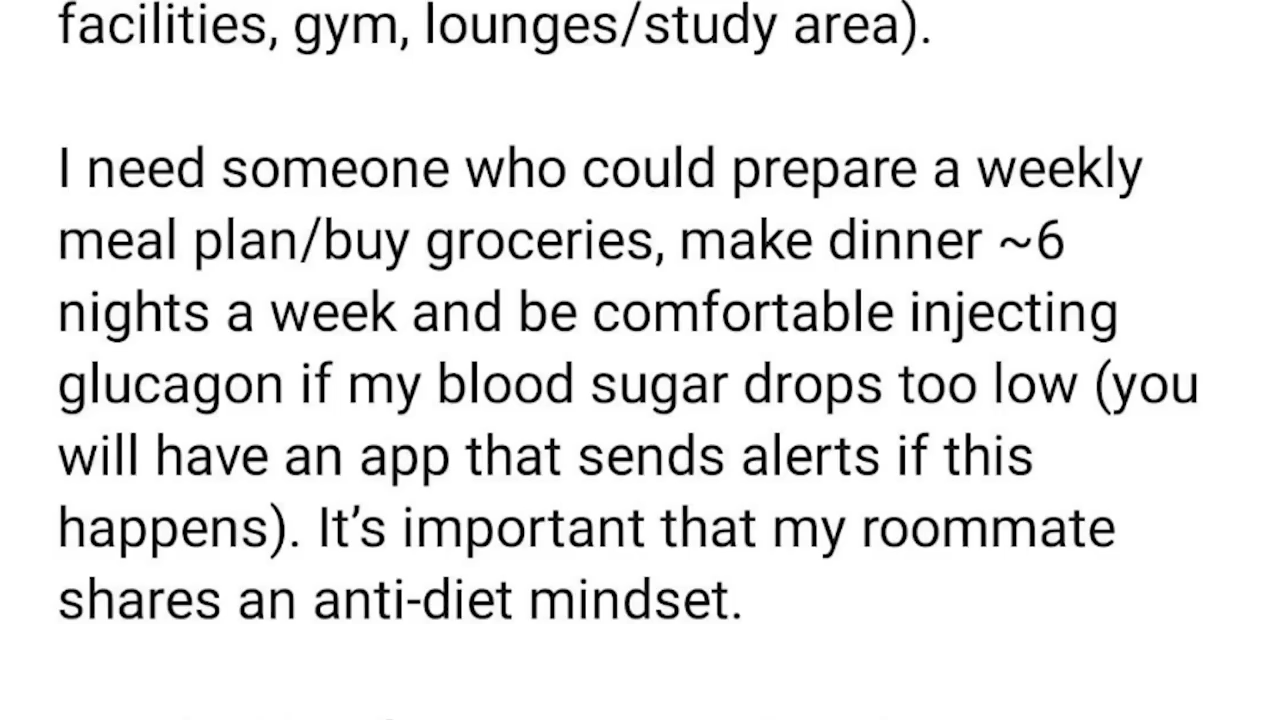 facilities, gym, lounges/study area).
I need someone who could prepare a weekly
meal plan/buy groceries, make dinner ~6
nights a week and be comfortable injecting
glucagon if my blood sugar drops too low (you
will have an app that sends alerts if this
happens). It’s important that my roommate
shares an anti-diet mindset.